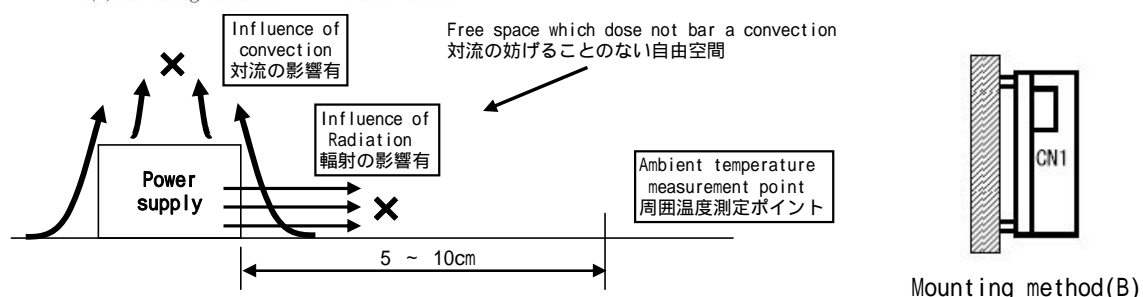 Influence of
convection
対流の影響有
Free space which dose not bar a convection
対流の妨げることのない自由空間
Influence of
Radiation
輻射の影響有
Power
supply
Ambient temperature
measurement point
周囲温度測定ポイント
5 ~ 10cm
CN1
Mounting method(B)